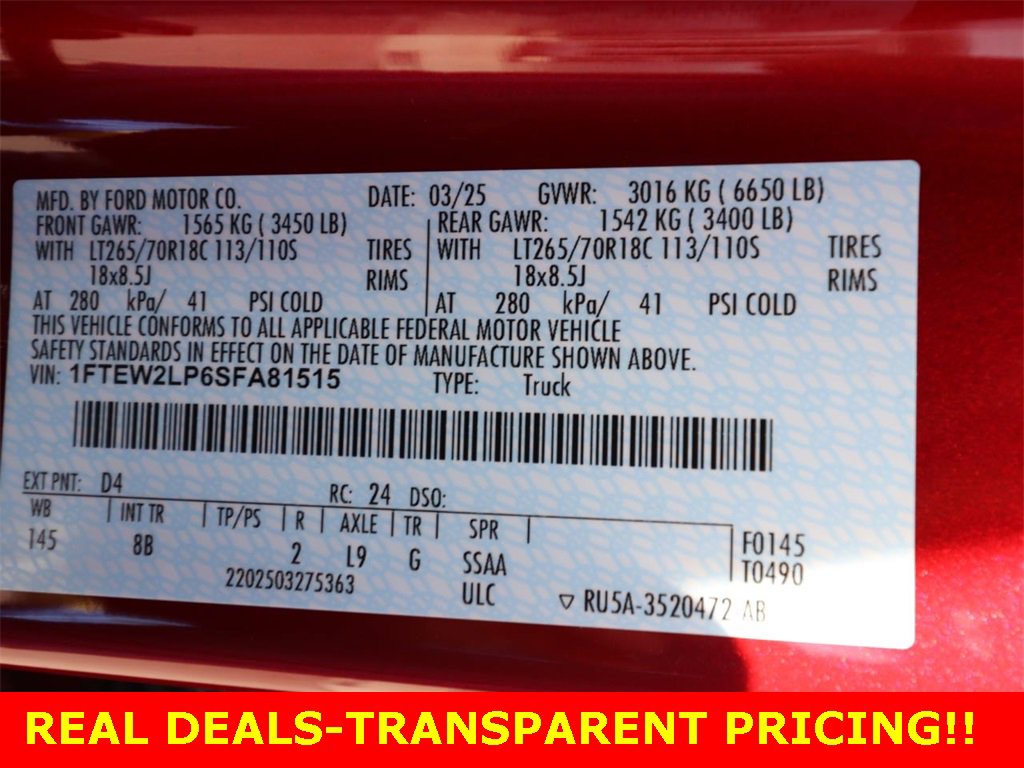 MFD. BY FORD MOTOR CO. DATE: 03/25 GVWR: 3016 KG ( 6650 LB)
FRONT GAWR: 1565 KG ( 3450 LB) REAR GAWR: 1542 KG ( 3400 LB)
WITH LT265/70R18C 113/110S TIRES WITH LT265/70R18C 113/110S TIRES
18x8.5J RIMS 18x8.5J RIMS
AT 280 kPa/ 41 PSI COLD AT 280 kPa/ 41 PSI COLD
THIS VEHICLE CONFORMS TO ALL APPLICABLE FEDERAL MOTOR VEHICLE
SAFETY STANDARDS IN EFFECT ON THE DATE OF MANUFACTURE SHOWN ABOVE.
VIN: 1FTEW2LP6SFA81515 TYPE: Truck
EXT PNT: D4 RC: 24 DSO:
WB INT TR TP/PS R AXLE TR SPR F0145
145 8B 2 L9 G SSAA T0490
2202503275363 ULC ▽ RU5A-3520472 AB
REAL DEALS-TRANSPARENT PRICING!!